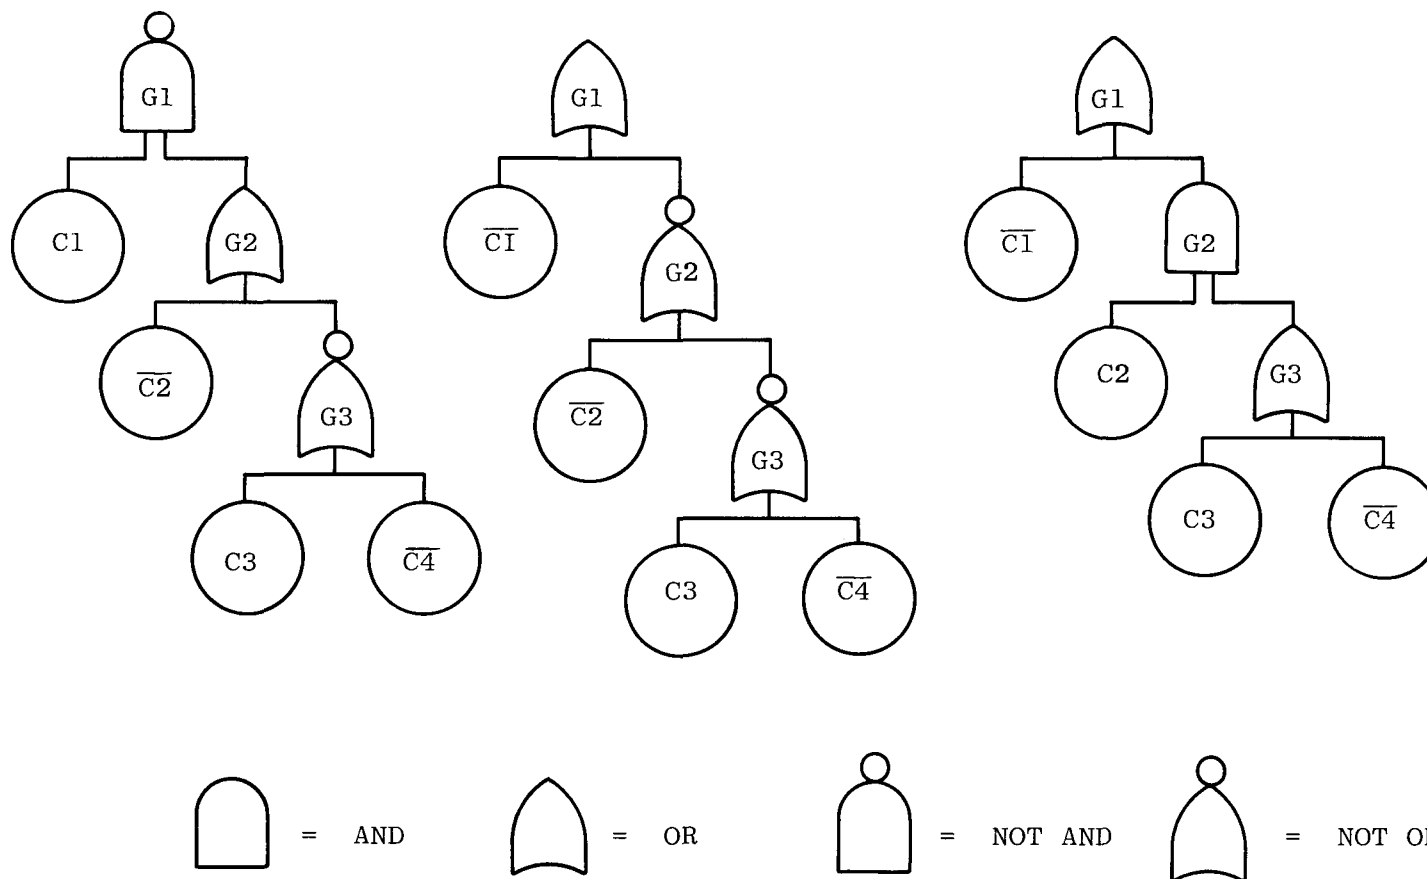 G1
C1
G2
C̅2̅
G3
C3
C̅4̅
G1
C̅1̅
G2
C̅2̅
G3
C3
C̅4̅
G1
C̅1̅
G2
C2
G3
C3
C̅4̅
= AND
= OR
= NOT AND
= NOT